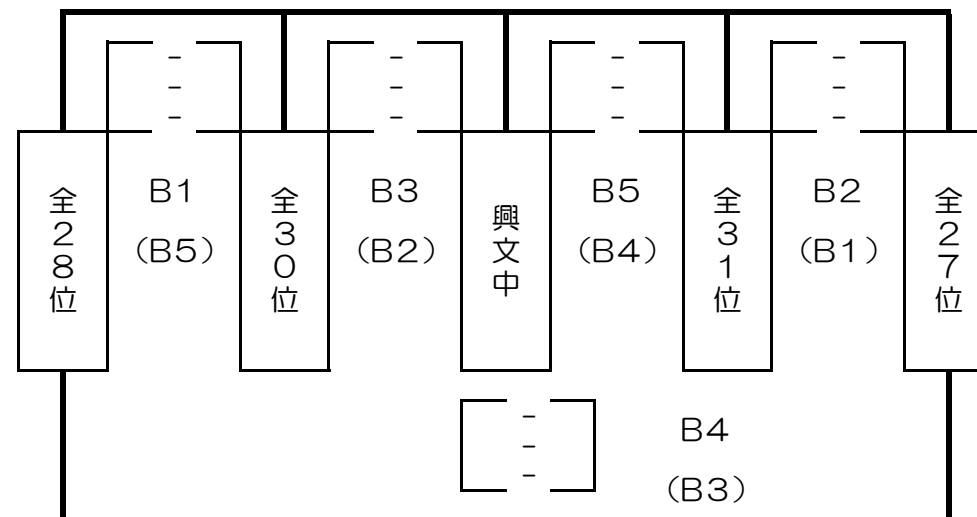 全28位
B1
(B5)
全30位
B3
(B2)
興文中
B5
(B4)
全31位
B2
(B1)
全27位
B4
(B3)